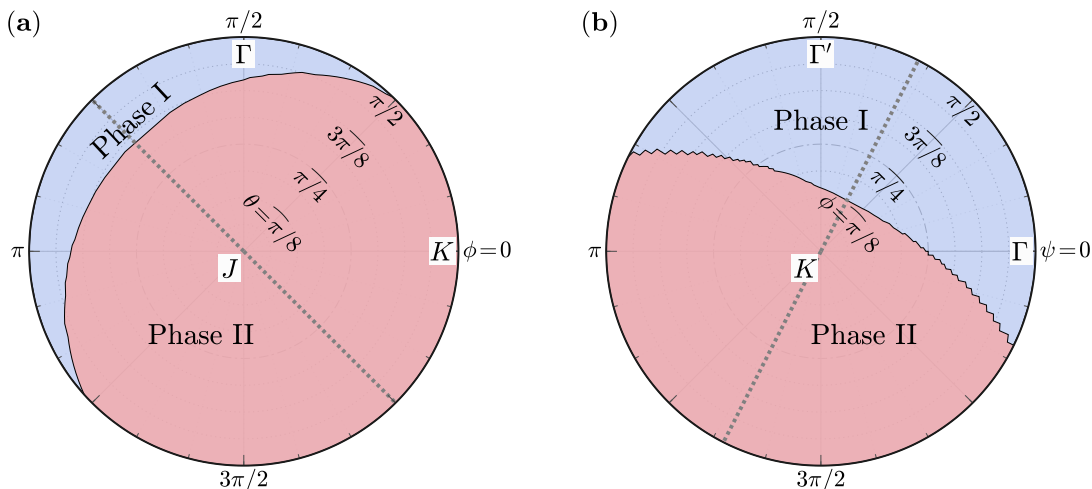 (a)
π/2
Γ
Phase I
π/2
3π/8
π/4
θ=π/8
π
J
K
ϕ=0
Phase II
3π/2
(b)
π/2
Γ′
Phase I
π/2
3π/8
π/4
ϕ=π/8
π
K
Γ
ψ=0
Phase II
3π/2